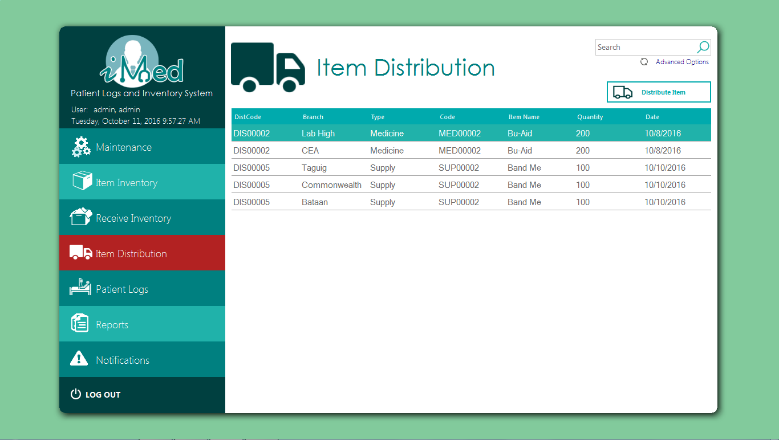 iMed
Patient Logs and Inventory System
User: admin, admin
Tuesday, October 11, 2016 9:57:27 AM
Maintenance
Item Inventory
Receive Inventory
Item Distribution
Patient Logs
Reports
Notifications
LOG OUT
Item Distribution
Search
Advanced Options
Distribute Item
DistCode Branch Type Code Item Name Quantity Date
DIS00002 Lab High Medicine MED00002 Bu-Aid 200 10/8/2016
DIS00002 CEA Medicine MED00002 Bu-Aid 200 10/8/2016
DIS00005 Taguig Supply SUP00002 Band Me 100 10/10/2016
DIS00005 Commonwealth Supply SUP00002 Band Me 100 10/10/2016
DIS00005 Bataan Supply SUP00002 Band Me 100 10/10/2016